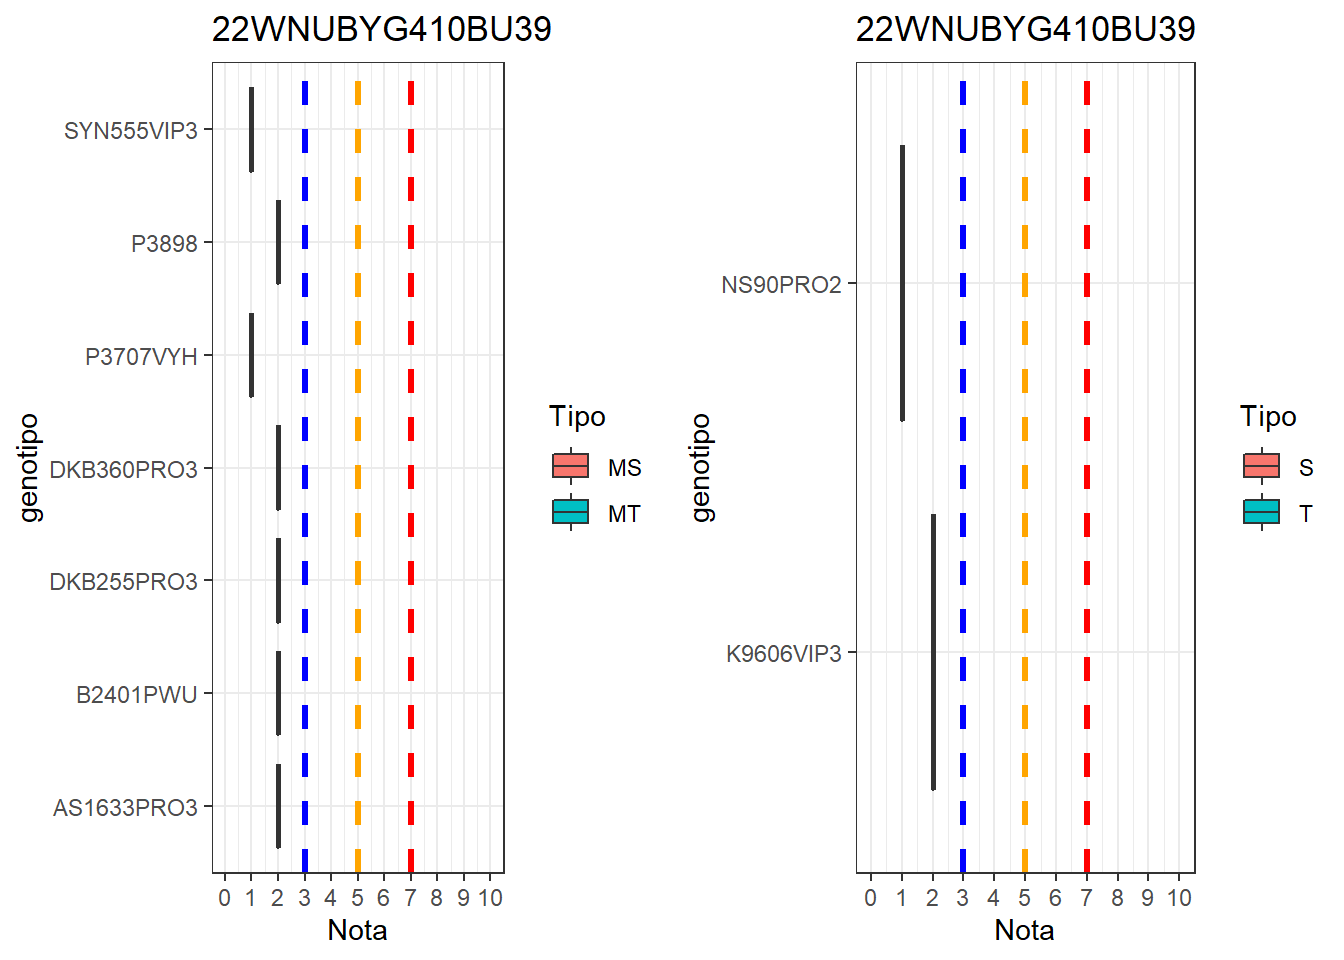 22WNUBYG410BU39
SYN555VIP3
P3898
P3707VYH
DKB360PRO3
DKB255PRO3
B2401PWU
AS1633PRO3
genotipo
0 1 2 3 4 5 6 7 8 9 10
Nota
Tipo
MS
MT
22WNUBYG410BU39
NS90PRO2
K9606VIP3
genotipo
0 1 2 3 4 5 6 7 8 9 10
Nota
Tipo
S
T